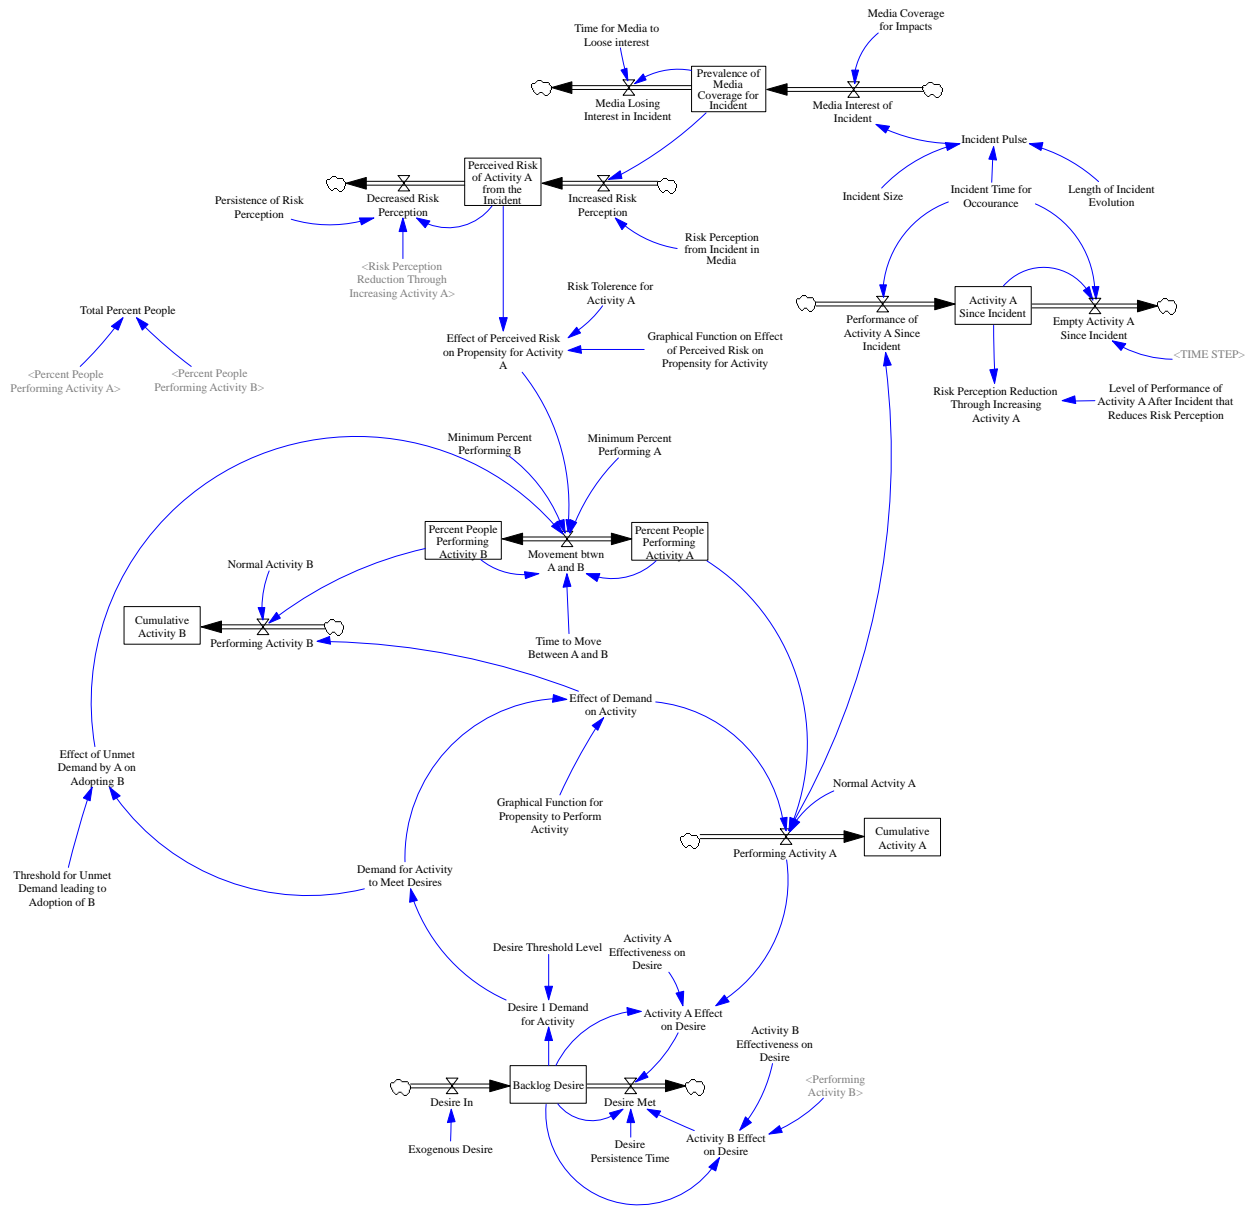 Media Coverage
for Impacts
Time for Media to
Loose interest
Prevalence of
Media
Coverage for
Incident
Media Losing
Interest in Incident
Media Interest of
Incident
Incident Pulse
Perceived Risk
of Activity A
from the
Incident
Decreased Risk
Perception
Increased Risk
Perception
Persistence of Risk
Perception
Incident Size
Incident Time for
Occourance
Length of Incident
Evolution
Risk Perception
from Incident in
Media
<Risk Perception
Reduction Through
Increasing Activity A>
Risk Tolerence for
Activity A
Activity A
Since Incident
Performance of
Activity A Since
Incident
Empty Activity A
Since Incident
Total Percent People
Effect of Perceived Risk
on Propensity for Activity
A
Graphical Function on Effect
of Perceived Risk on
Propensity for Activity
<TIME STEP>
<Percent People
Performing Activity A>
<Percent People
Performing Activity B>
Risk Perception Reduction
Through Increasing
Activity A
Level of Performance of
Activity A After Incident that
Reduces Risk Perception
Minimum Percent
Performing B
Minimum Percent
Performing A
Percent People
Performing
Activity B
Percent People
Performing
Activity A
Movement btwn
A and B
Normal Activity B
Cumulative
Activity B
Performing Activity B
Time to Move
Between A and B
Effect of Demand
on Activity
Effect of Unmet
Demand by A on
Adopting B
Normal Actvity A
Graphical Function for
Propensity to Perform
Activity
Cumulative
Activity A
Performing Activity A
Threshold for Unmet
Demand leading to
Adoption of B
Demand for Activity
to Meet Desires
Desire Threshold Level
Activity A
Effectiveness on
Desire
Desire 1 Demand
for Activity
Activity A Effect
on Desire
Activity B
Effectiveness on
Desire
Backlog Desire
Desire In
Desire Met
<Performing
Activity B>
Exogenous Desire
Desire
Persistence Time
Activity B Effect
on Desire